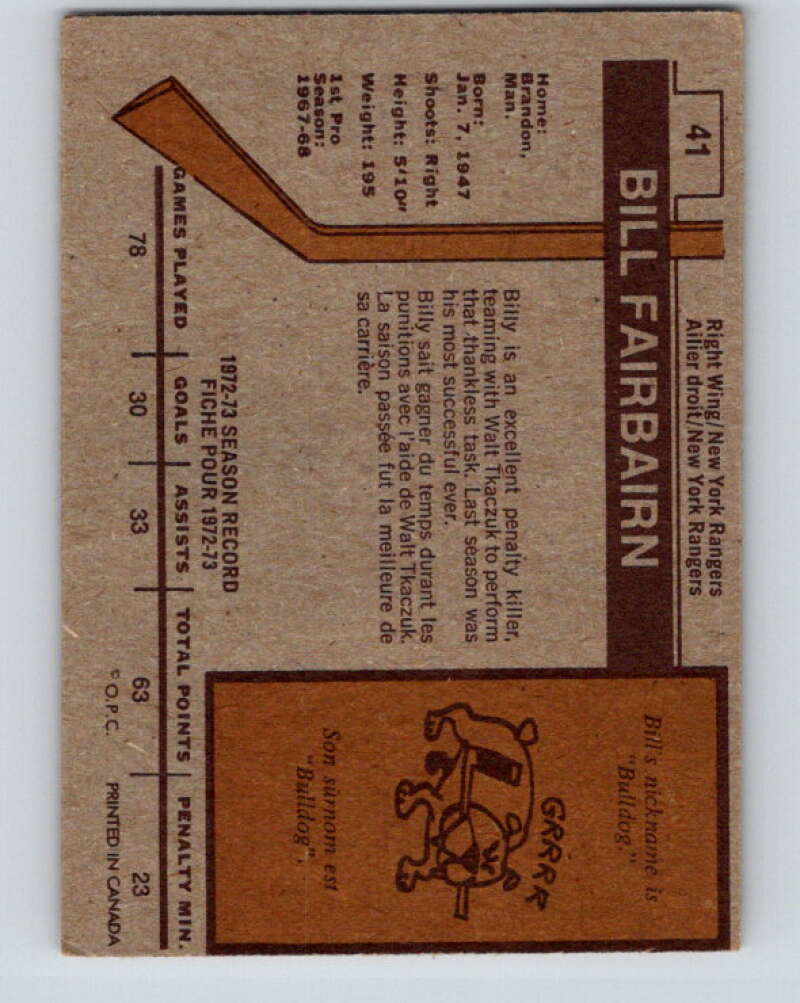 41
Right Wing/New York Rangers
Ailier droit/New York Rangers
BILL FAIRBAIRN
Home:
Brandon,
Man.
Born:
Jan. 7, 1947
Shoots: Right
Height: 5'10"
Weight: 195
1st Pro
Season:
1967-68
Billy is an excellent penalty killer,
teaming with Walt Tkaczuk to perform
that thankless task. Last season was
his most successful ever.
Billy sait gagner du temps durant les
punitions avec l'aide de Walt Tkaczuk.
La saison passée fut la meilleure de
sa carrière.
Bill's nickname is
"Bulldog."
GRRRR
Son surnom est
"Bulldog".
1972-73 SEASON RECORD
FICHE POUR 1972-73
GAMES PLAYED | GOALS | ASSISTS | TOTAL POINTS | PENALTY MIN.
78 30 33 63 23
© O.P.C. PRINTED IN CANADA